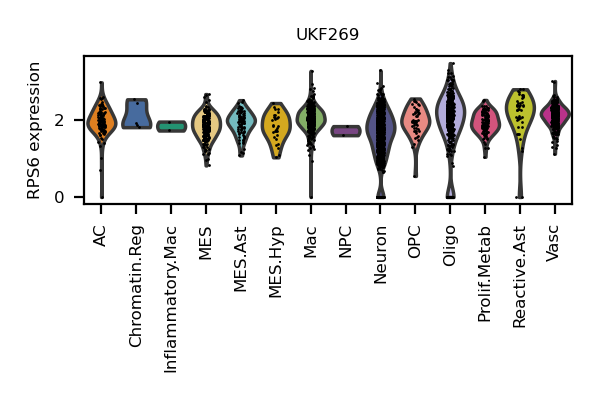 UKF269
RPS6 expression
2
0
AC
Chromatin.Reg
Inflammatory.Mac
MES
MES.Ast
MES.Hyp
Mac
NPC
Neuron
OPC
Oligo
Prolif.Metab
Reactive.Ast
Vasc